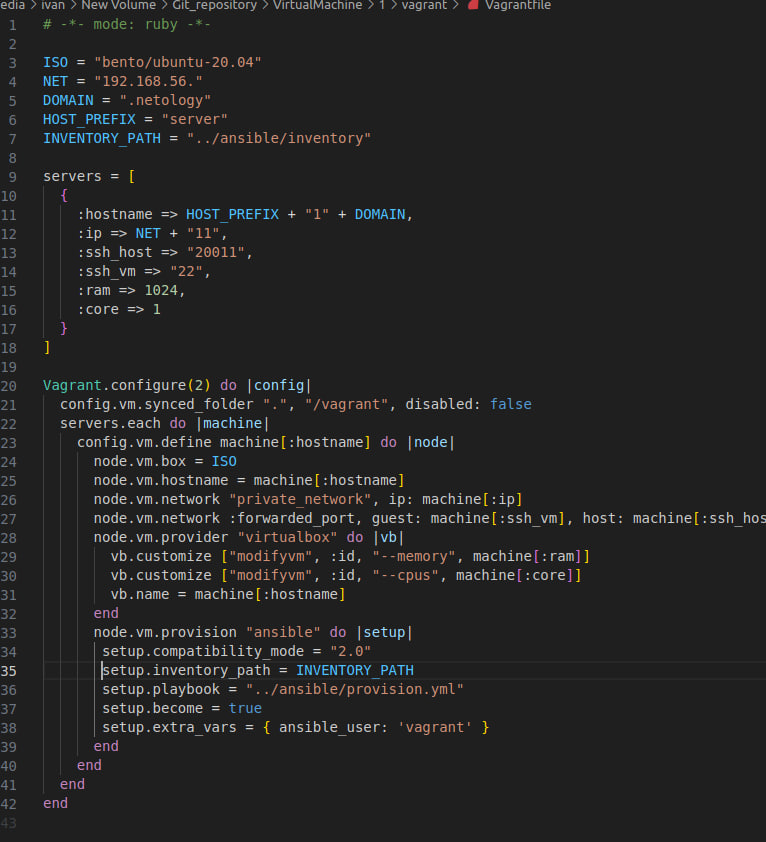 edia > ivan > New Volume > Git_repository > VirtualMachine > 1 > vagrant > Vagrantfile
1 # -*- mode: ruby -*-
2
3 ISO = "bento/ubuntu-20.04"
4 NET = "192.168.56."
5 DOMAIN = ".netology"
6 HOST_PREFIX = "server"
7 INVENTORY_PATH = "../ansible/inventory"
8
9 servers = [
10   {
11     :hostname => HOST_PREFIX + "1" + DOMAIN,
12     :ip => NET + "11",
13     :ssh_host => "20011",
14     :ssh_vm => "22",
15     :ram => 1024,
16     :core => 1
17   }
18 ]
19
20 Vagrant.configure(2) do |config|
21   config.vm.synced_folder ".", "/vagrant", disabled: false
22   servers.each do |machine|
23     config.vm.define machine[:hostname] do |node|
24       node.vm.box = ISO
25       node.vm.hostname = machine[:hostname]
26       node.vm.network "private_network", ip: machine[:ip]
27       node.vm.network :forwarded_port, guest: machine[:ssh_vm], host: machine[:ssh_hos
28       node.vm.provider "virtualbox" do |vb|
29         vb.customize ["modifyvm", :id, "--memory", machine[:ram]]
30         vb.customize ["modifyvm", :id, "--cpus", machine[:core]]
31         vb.name = machine[:hostname]
32       end
33       node.vm.provision "ansible" do |setup|
34        setup.compatibility_mode = "2.0"
35        setup.inventory_path = INVENTORY_PATH
36        setup.playbook = "../ansible/provision.yml"
37        setup.become = true
38        setup.extra_vars = { ansible_user: 'vagrant' }
39       end
40     end
41   end
42 end
43